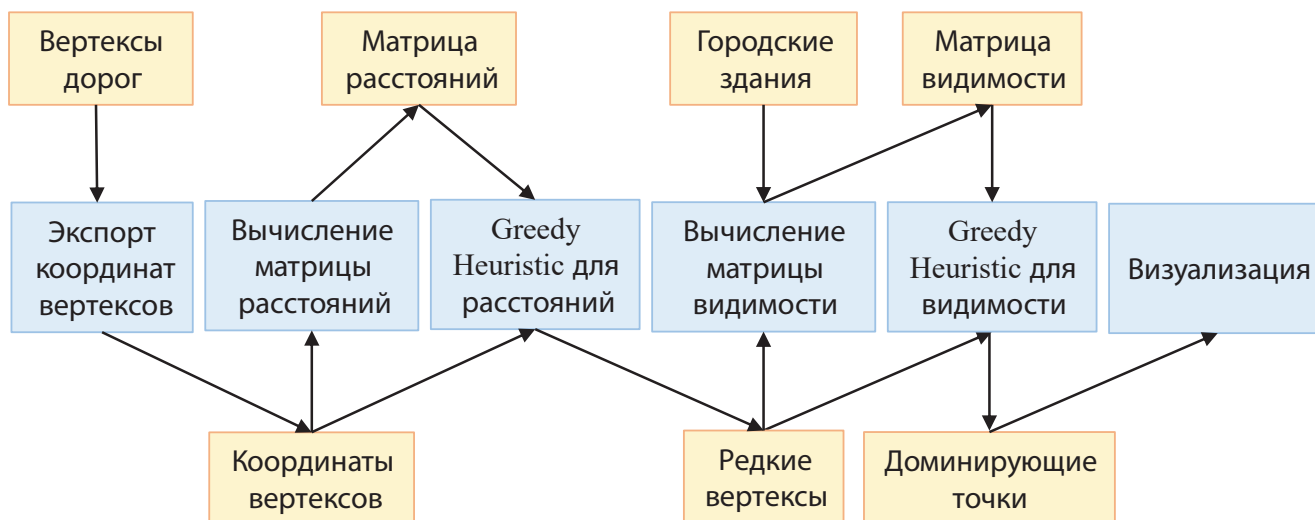 Вертексы
дорог
Матрица
расстояний
Городские
здания
Матрица
видимости
Экспорт
координат
вертексов
Вычисление
матрицы
расстояний
Greedy
Heuristic для
расстояний
Вычисление
матрицы
видимости
Greedy
Heuristic для
видимости
Визуализация
Координаты
вертексов
Редкие
вертексы
Доминирующие
точки